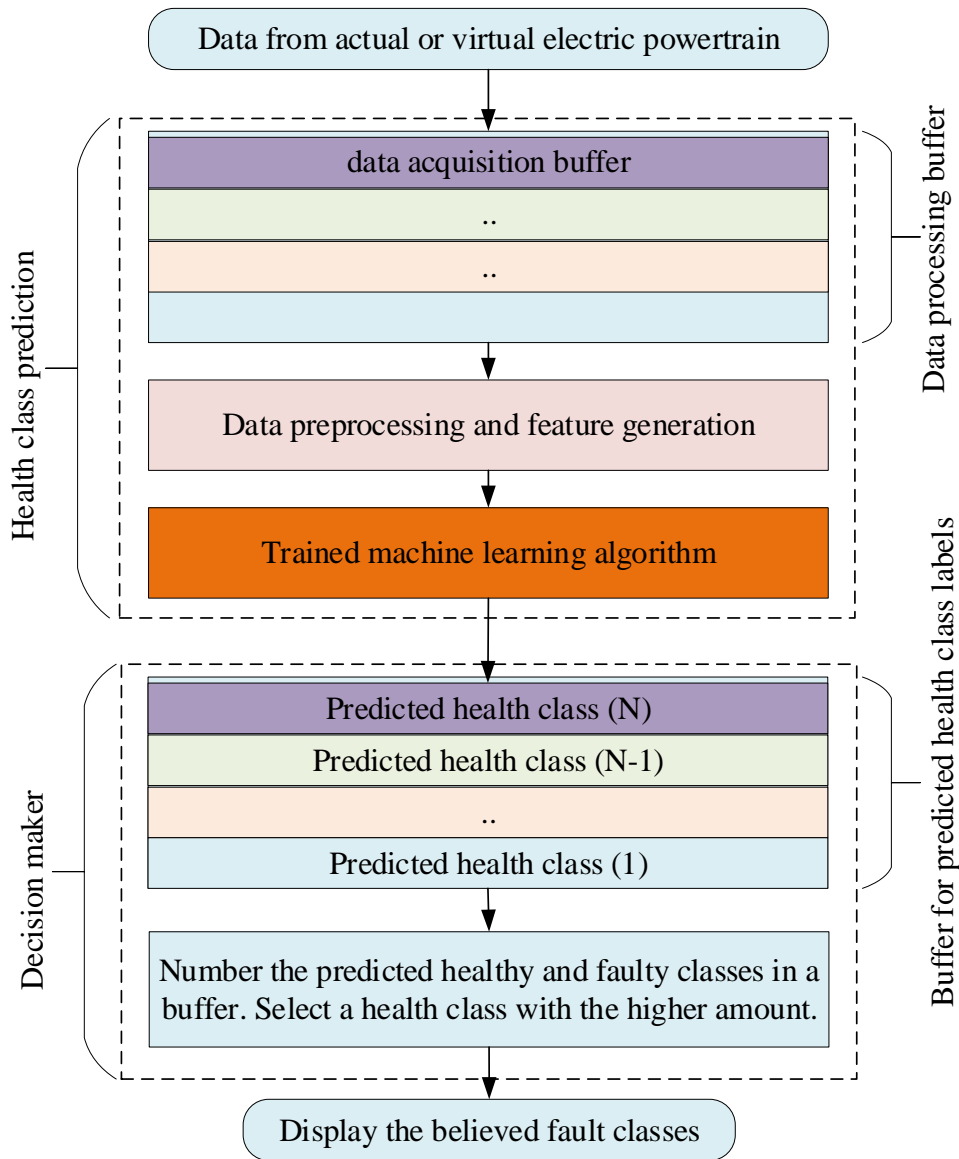 Data from actual or virtual electric powertrain
data acquisition buffer
..
..
Data processing buffer
Data preprocessing and feature generation
Trained machine learning algorithm
Health class prediction
Predicted health class (N)
Predicted health class (N-1)
..
Predicted health class (1)
Buffer for predicted health class labels
Number the predicted healthy and faulty classes in a
buffer. Select a health class with the higher amount.
Decision maker
Display the believed fault classes